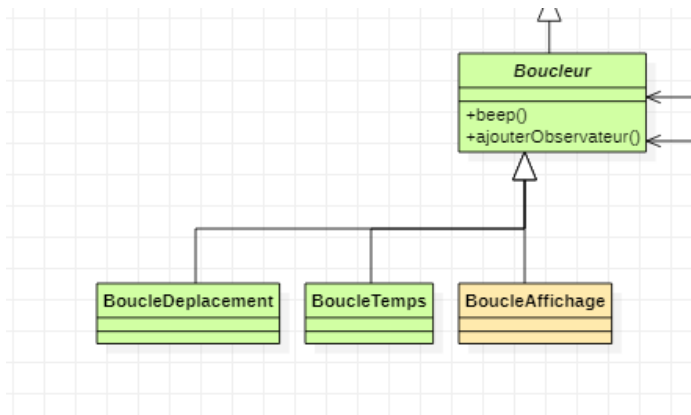 Boucleur
+beep()
+ajouterObservateur()
BoucleDeplacement
BoucleTemps
BoucleAffichage